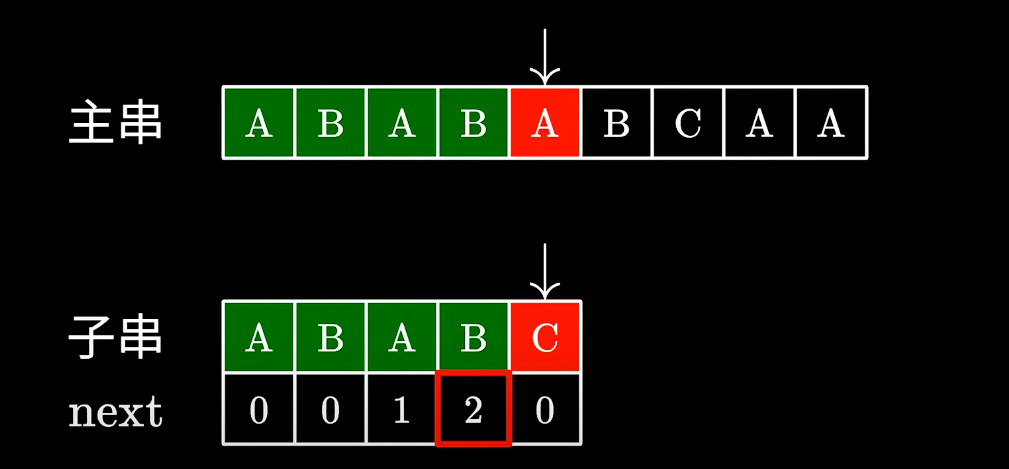 主串 A B A B A B C A A
子串 A B A B C
next 0 0 1 2 0